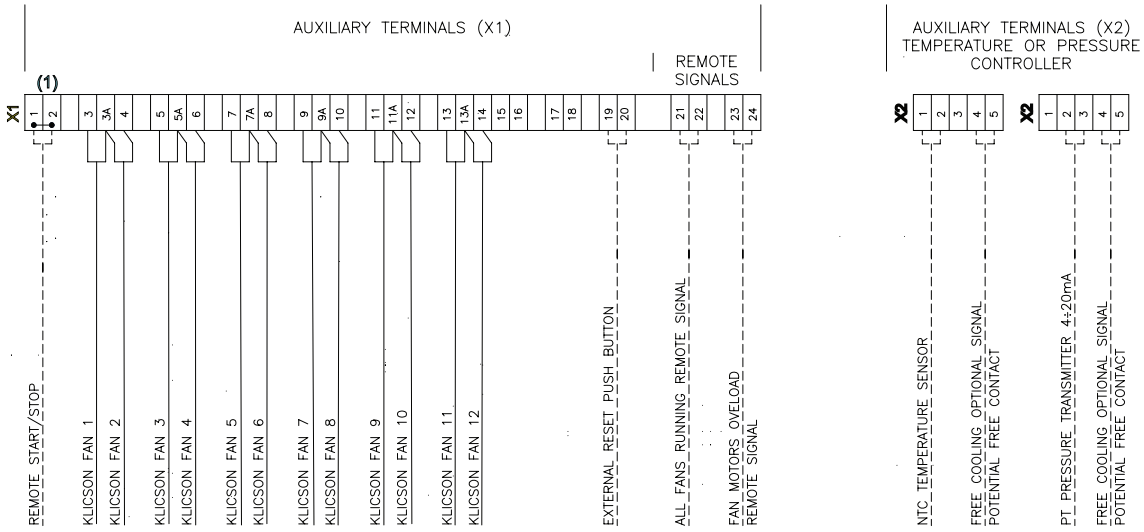 AUXILIARY TERMINALS (X1)
REMOTE
SIGNALS
(1)
X1
1
2
3
3A
4
5
5A
6
7
7A
8
9
9A
10
11
11A
12
13
13A
14
15
16
17
18
19
20
21
22
23
24
REMOTE START/STOP
KLICSON FAN 1
KLICSON FAN 2
KLICSON FAN 3
KLICSON FAN 4
KLICSON FAN 5
KLICSON FAN 6
KLICSON FAN 7
KLICSON FAN 8
KLICSON FAN 9
KLICSON FAN 10
KLICSON FAN 11
KLICSON FAN 12
EXTERNAL RESET PUSH BUTTON
ALL FANS RUNNING REMOTE SIGNAL
FAN MOTORS OVELOAD
REMOTE SIGNAL
AUXILIARY TERMINALS (X2)
TEMPERATURE OR PRESSURE
CONTROLLER
X2
1
2
3
4
5
NTC TEMPERATURE SENSOR
FREE COOLING OPTIONAL SIGNAL
POTENTIAL FREE CONTACT
X2
1
2
3
4
5
PT PRESSURE TRANSMITTER 4÷20mA
FREE COOLING OPTIONAL SIGNAL
POTENTIAL FREE CONTACT